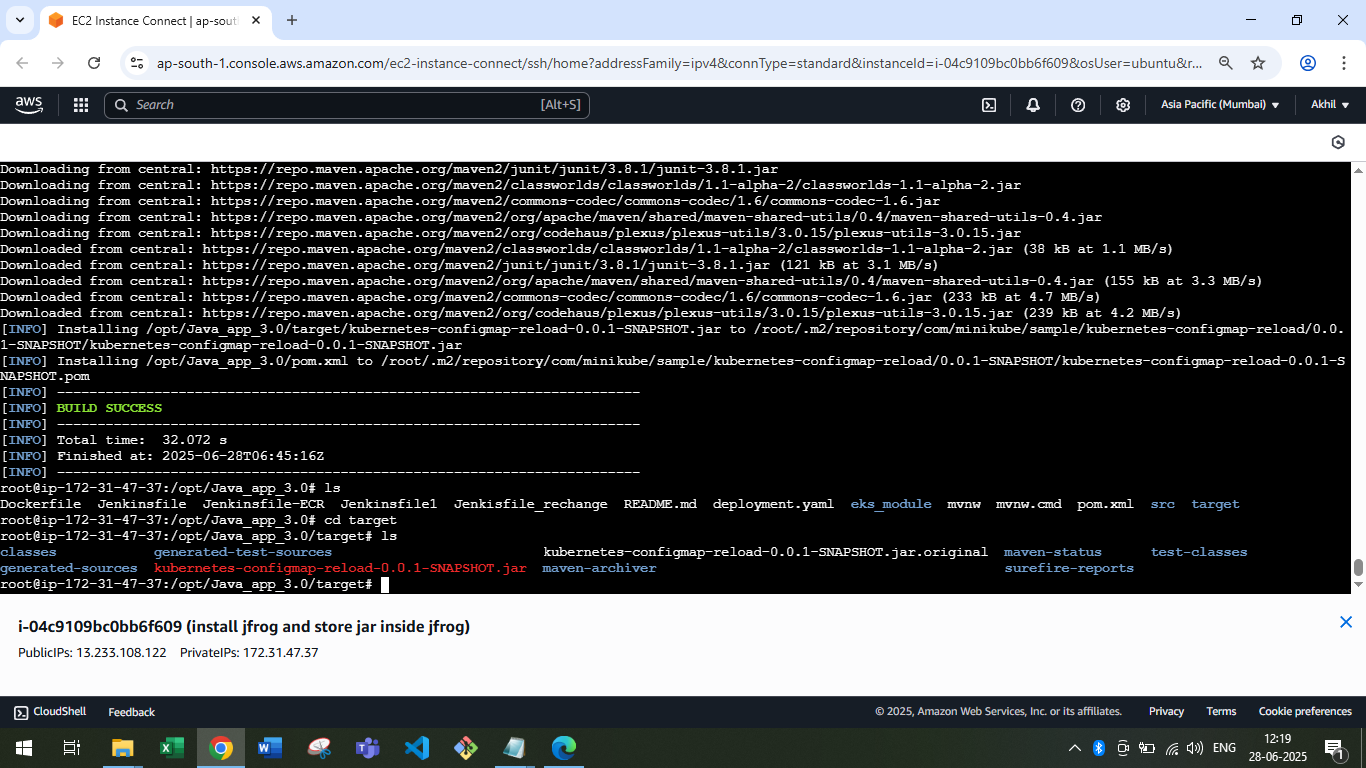 EC2 Instance Connect | ap-sout
ap-south-1.console.aws.amazon.com/ec2-instance-connect/ssh/home?addressFamily=ipv4&connType=standard&instanceId=i-04c9109bc0bb6f609&osUser=ubuntu&r...
aws Search [Alt+S] Asia Pacific (Mumbai) Akhil
Downloading from central: https://repo.maven.apache.org/maven2/junit/junit/3.8.1/junit-3.8.1.jar
Downloading from central: https://repo.maven.apache.org/maven2/classworlds/classworlds/1.1-alpha-2/classworlds-1.1-alpha-2.jar
Downloading from central: https://repo.maven.apache.org/maven2/commons-codec/commons-codec/1.6/commons-codec-1.6.jar
Downloading from central: https://repo.maven.apache.org/maven2/org/apache/maven/shared/maven-shared-utils/0.4/maven-shared-utils-0.4.jar
Downloading from central: https://repo.maven.apache.org/maven2/org/codehaus/plexus/plexus-utils/3.0.15/plexus-utils-3.0.15.jar
Downloaded from central: https://repo.maven.apache.org/maven2/classworlds/classworlds/1.1-alpha-2/classworlds-1.1-alpha-2.jar (38 kB at 1.1 MB/s)
Downloaded from central: https://repo.maven.apache.org/maven2/junit/junit/3.8.1/junit-3.8.1.jar (121 kB at 3.1 MB/s)
Downloaded from central: https://repo.maven.apache.org/maven2/org/apache/maven/shared/maven-shared-utils/0.4/maven-shared-utils-0.4.jar (155 kB at 3.3 MB/s)
Downloaded from central: https://repo.maven.apache.org/maven2/commons-codec/commons-codec/1.6/commons-codec-1.6.jar (233 kB at 4.7 MB/s)
Downloaded from central: https://repo.maven.apache.org/maven2/org/codehaus/plexus/plexus-utils/3.0.15/plexus-utils-3.0.15.jar (239 kB at 4.2 MB/s)
[INFO] Installing /opt/Java_app_3.0/target/kubernetes-configmap-reload-0.0.1-SNAPSHOT.jar to /root/.m2/repository/com/minikube/sample/kubernetes-configmap-reload/0.0.
1-SNAPSHOT/kubernetes-configmap-reload-0.0.1-SNAPSHOT.jar
[INFO] Installing /opt/Java_app_3.0/pom.xml to /root/.m2/repository/com/minikube/sample/kubernetes-configmap-reload/0.0.1-SNAPSHOT/kubernetes-configmap-reload-0.0.1-S
NAPSHOT.pom
[INFO] ------------------------------------------------------------------------
[INFO] BUILD SUCCESS
[INFO] ------------------------------------------------------------------------
[INFO] Total time:  32.072 s
[INFO] Finished at: 2025-06-28T06:45:16Z
[INFO] ------------------------------------------------------------------------
root@ip-172-31-47-37:/opt/Java_app_3.0# ls
Dockerfile  Jenkinsfile  Jenkinsfile-ECR  Jenkinsfile1  Jenkisfile_rechange  README.md  deployment.yaml  eks_module  mvnw  mvnw.cmd  pom.xml  src  target
root@ip-172-31-47-37:/opt/Java_app_3.0# cd target
root@ip-172-31-47-37:/opt/Java_app_3.0/target# ls
classes  generated-test-sources  kubernetes-configmap-reload-0.0.1-SNAPSHOT.jar.original  maven-status  test-classes
generated-sources  kubernetes-configmap-reload-0.0.1-SNAPSHOT.jar  maven-archiver  surefire-reports
root@ip-172-31-47-37:/opt/Java_app_3.0/target#
i-04c9109bc0bb6f609 (install jfrog and store jar inside jfrog)
PublicIPs: 13.233.108.122 PrivateIPs: 172.31.47.37
CloudShell Feedback © 2025, Amazon Web Services, Inc. or its affiliates. Privacy Terms Cookie preferences
ENG 12:19
28-06-2025
1